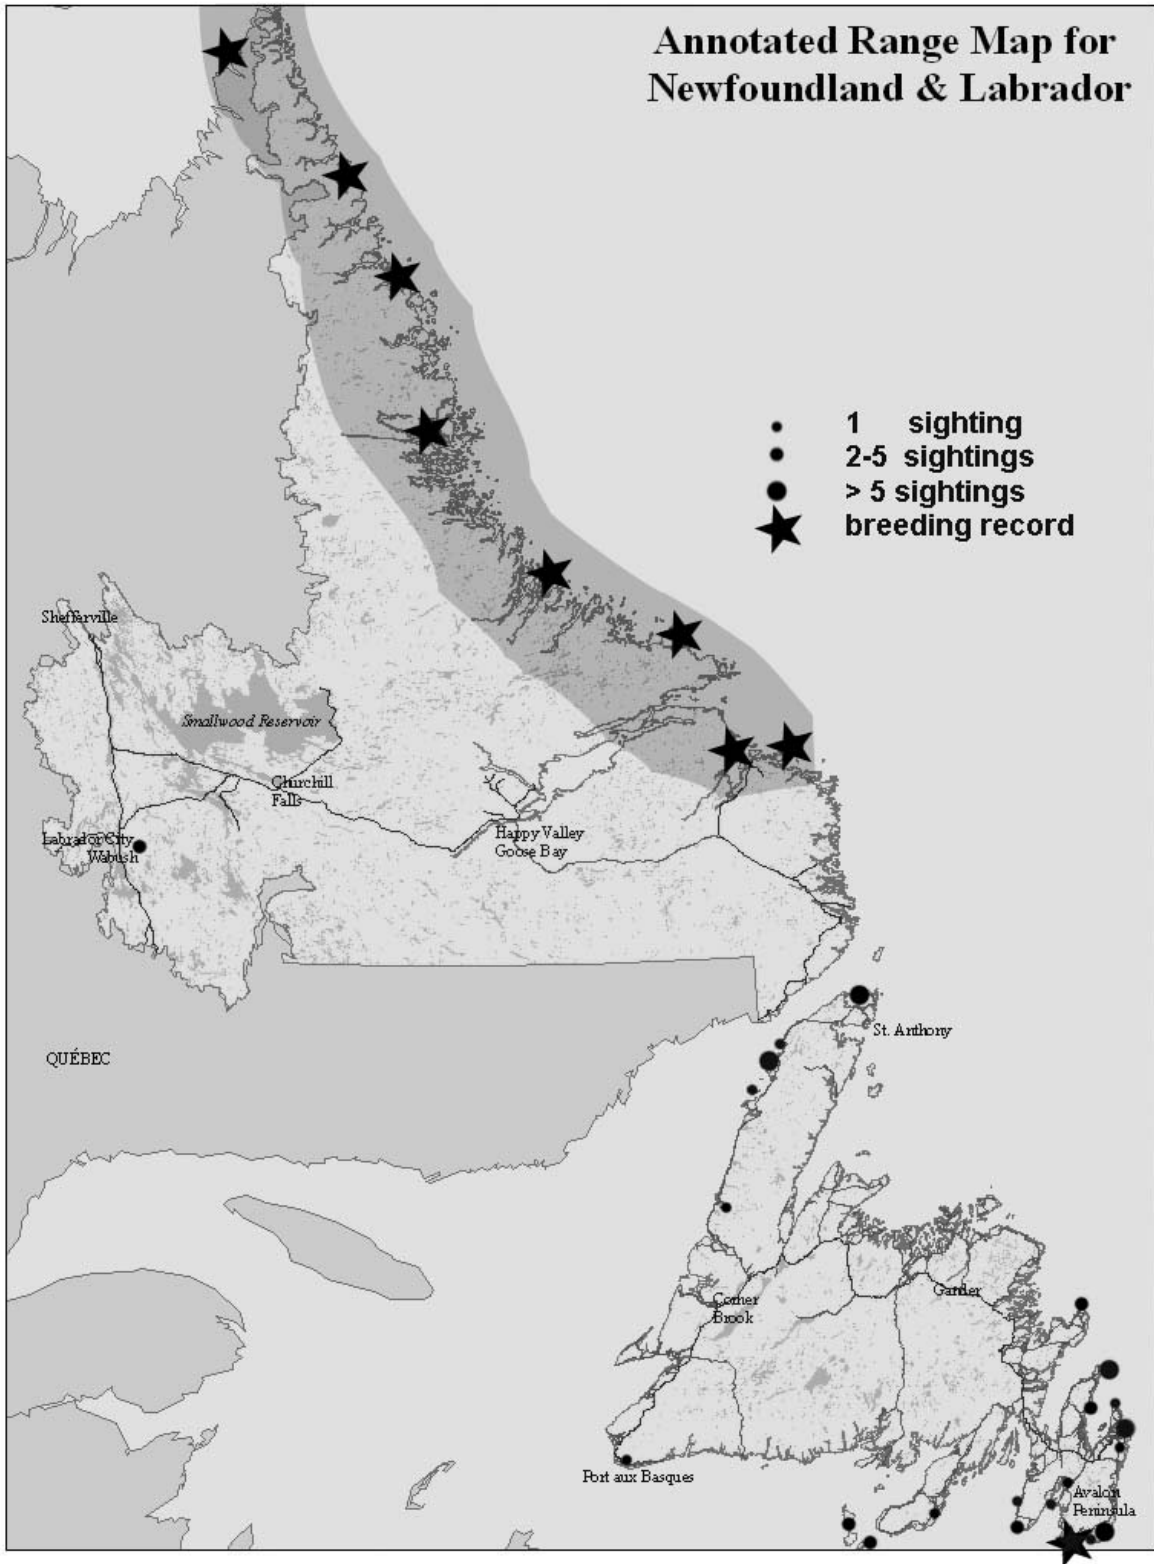 Annotated Range Map for
Newfoundland & Labrador
1 sighting
2-5 sightings
> 5 sightings
breeding record
Shefferville
Smallwood Reservoir
Churchill
Falls
Labrador City
Wabush
Happy Valley
Goose Bay
St. Anthony
QUÉBEC
Corner
Brook
Gander
Port aux Basques
Avalon
Peninsula